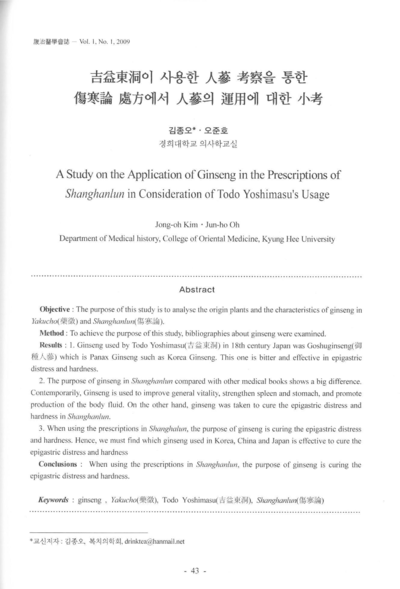 腹治醫學會誌 - Vol. 1, No. 1, 2009
吉益東洞이 사용한 人蔘 考察을 통한
傷寒論 處方에서 人蔘의 運用에 대한 小考
김종오*·오준호
경희대학교 의사학교실
A Study on the Application of Ginseng in the Prescriptions of
Shanghanlun in Consideration of Todo Yoshimasu's Usage
Jong-oh Kim · Jun-ho Oh
Department of Medical history, College of Oriental Medicine, Kyung Hee University
Abstract
Objective : The purpose of this study is to analyse the origin plants and the characteristics of ginseng in
Yakucho(藥徵) and Shanghanlun(傷寒論).
Method : To achieve the purpose of this study, bibliographies about ginseng were examined.
Results : 1. Ginseng used by Todo Yoshimasu(吉益東洞) in 18th century Japan was Goshuginseng(御
種人蔘) which is Panax Ginseng such as Korea Ginseng. This one is bitter and effective in epigastric
distress and hardness.
2. The purpose of ginseng in Shanghanlun compared with other medical books shows a big difference.
Contemporarily, Ginseng is used to improve general vitality, strengthen spleen and stomach, and promote
production of the body fluid. On the other hand, ginseng was taken to cure the epigastric distress and
hardness in Shanghanlun.
3. When using the prescriptions in Shanghalun, the purpose of ginseng is curing the epigastric distress
and hardness. Hence, we must find which ginseng used in Korea, China and Japan is effective to cure the
epigastric distress and hardness
Conclusions : When using the prescriptions in Shanghanlun, the purpose of ginseng is curing the
epigastric distress and hardness.
Keywords : ginseng , Yakucho(藥徵), Todo Yoshimasu(吉益東洞), Shanghanlun(傷寒論)
*교신저자 : 김종오, 복치의학회, drinktea@hanmail.net
- 43 -